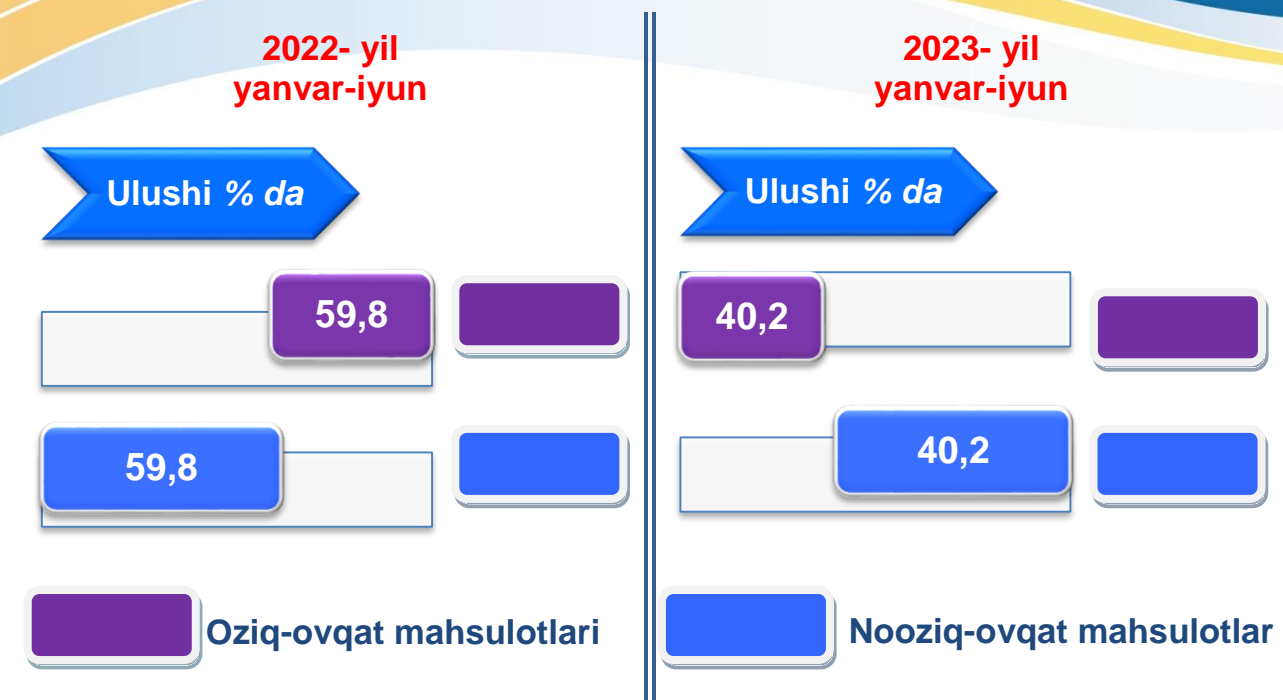 2022- yil
yanvar-iyun
Ulushi % da
59,8
59,8
2023- yil
yanvar-iyun
Ulushi % da
40,2
40,2
Oziq-ovqat mahsulotlari
Nooziq-ovqat mahsulotlar